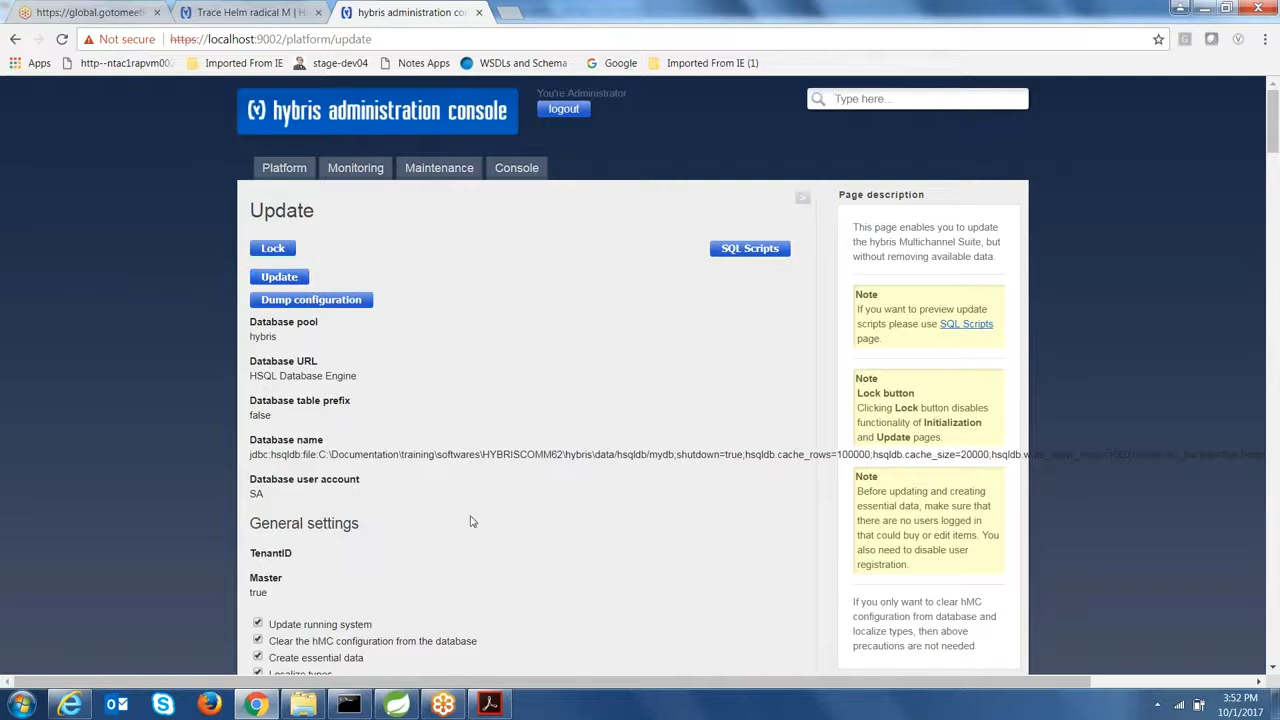 https://global.gotomeeti
Trace Helm radical M | H
hybris administration co
Not secure
https://localhost:9002/platform/update
Apps
http--ntac1rapvm002
Imported From IE
stage-dev04
Notes Apps
WSDLs and Schema
Google
Imported From IE (1)
hybris administration console
You're Administrator
logout
Type here...
Platform
Monitoring
Maintenance
Console
Update
>
Lock
SQL Scripts
Update
Dump configuration
Database pool
hybris
Database URL
HSQL Database Engine
Database table prefix
false
Database name
jdbc:hsqldb:file:C:\Documentation\training\softwares\HYBRISCOMM62\hybris\data/hsqldb/mydb;shutdown=true;hsqldb.cache_rows=100000;hsqldb.cache_size=20000;
Database user account
SA
General settings
TenantID
Master
true
Update running system
Clear the hMC configuration from the database
Create essential data
Localize types
Page description
This page enables you to update
the hybris Multichannel Suite, but
without removing available data.
Note
If you want to preview update
scripts please use SQL Scripts
page.
Note
Lock button
Clicking Lock button disables
functionality of Initialization
and Update pages.
Note
Before updating and creating
essential data, make sure that
there are no users logged in
that could buy or edit items. You
also need to disable user
registration.
If you only want to clear hMC
configuration from database and
localize types, then above
precautions are not needed
3:52 PM
10/1/2017